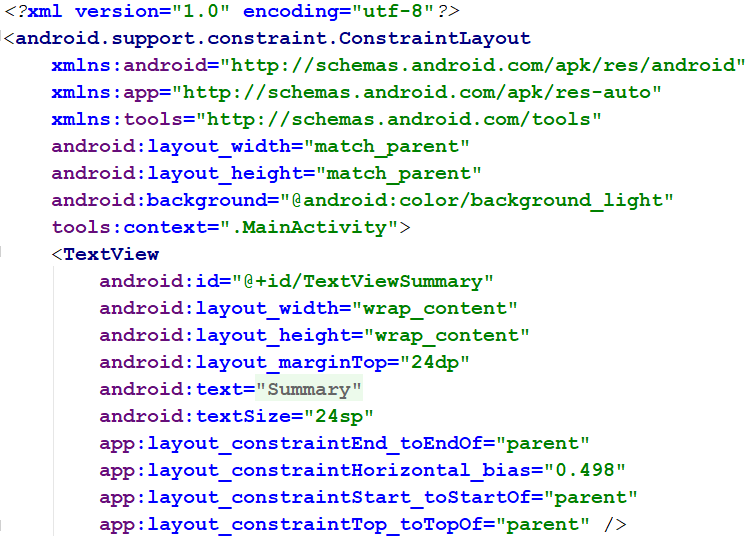 <?xml version="1.0" encoding="utf-8"?>
<android.support.constraint.ConstraintLayout
xmlns:android="http://schemas.android.com/apk/res/android"
xmlns:app="http://schemas.android.com/apk/res-auto"
xmlns:tools="http://schemas.android.com/tools"
android:layout_width="match_parent"
android:layout_height="match_parent"
android:background="@android:color/background_light"
tools:context=".MainActivity">
<TextView
android:id="@+id/TextViewSummary"
android:layout_width="wrap_content"
android:layout_height="wrap_content"
android:layout_marginTop="24dp"
android:text="Summary"
android:textSize="24sp"
app:layout_constraintEnd_toEndOf="parent"
app:layout_constraintHorizontal_bias="0.498"
app:layout_constraintStart_toStartOf="parent"
app:layout_constraintTop_toTopOf="parent" />